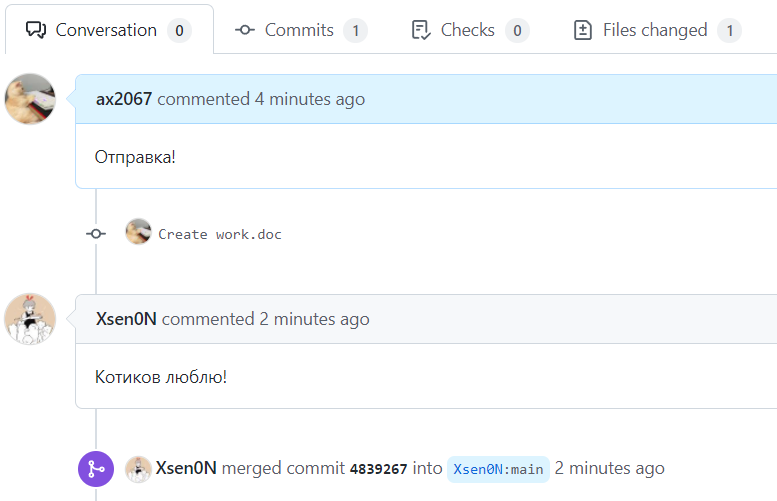 Conversation 0 Commits 1 Checks 0 Files changed 1
ax2067 commented 4 minutes ago
Отправка!
Create work.doc
Xsen0N commented 2 minutes ago
Котиков люблю!
Xsen0N merged commit 4839267 into Xsen0N:main 2 minutes ago